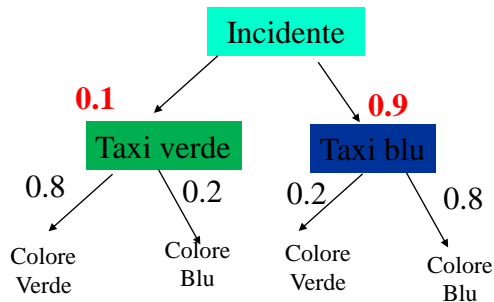 Incidente
0.1
0.9
Taxi verde
Taxi blu
0.8
0.2
0.2
0.8
Colore
Verde
Colore
Blu
Colore
Verde
Colore
Blu